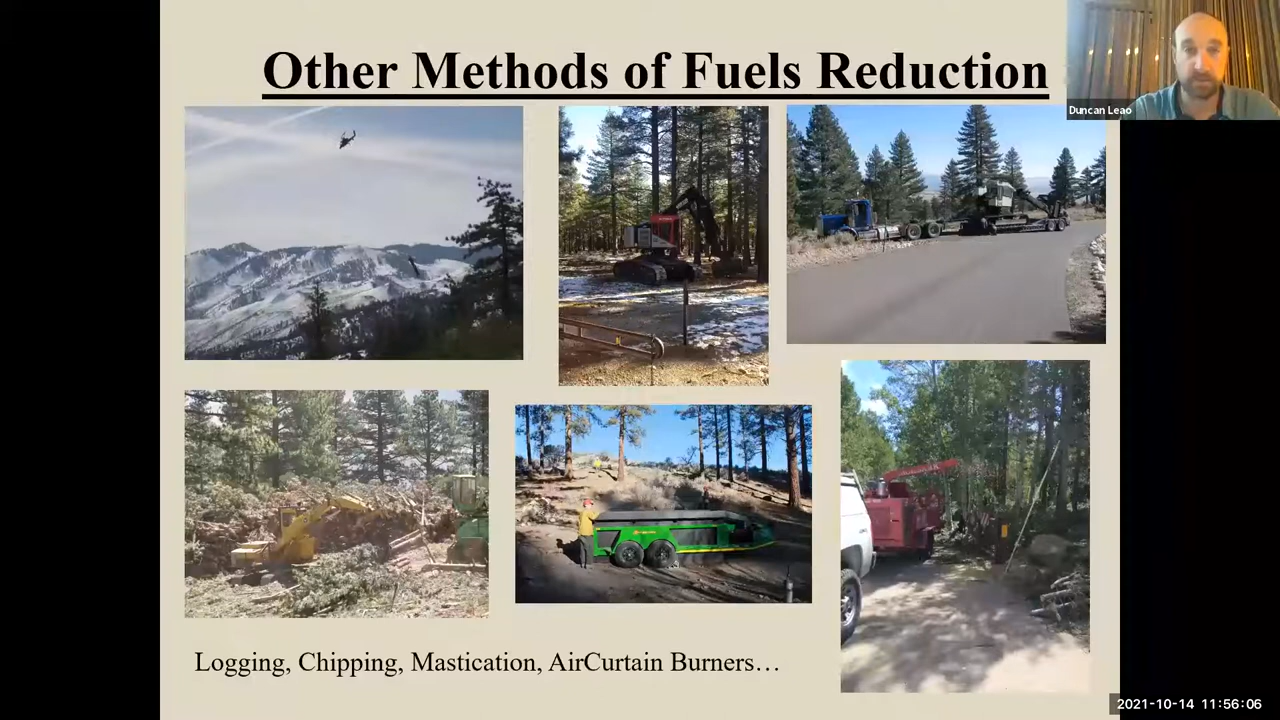 Other Methods of Fuels Reduction
Duncan Leao
Logging, Chipping, Mastication, AirCurtain Burners…
2021-10-14 11:56:06